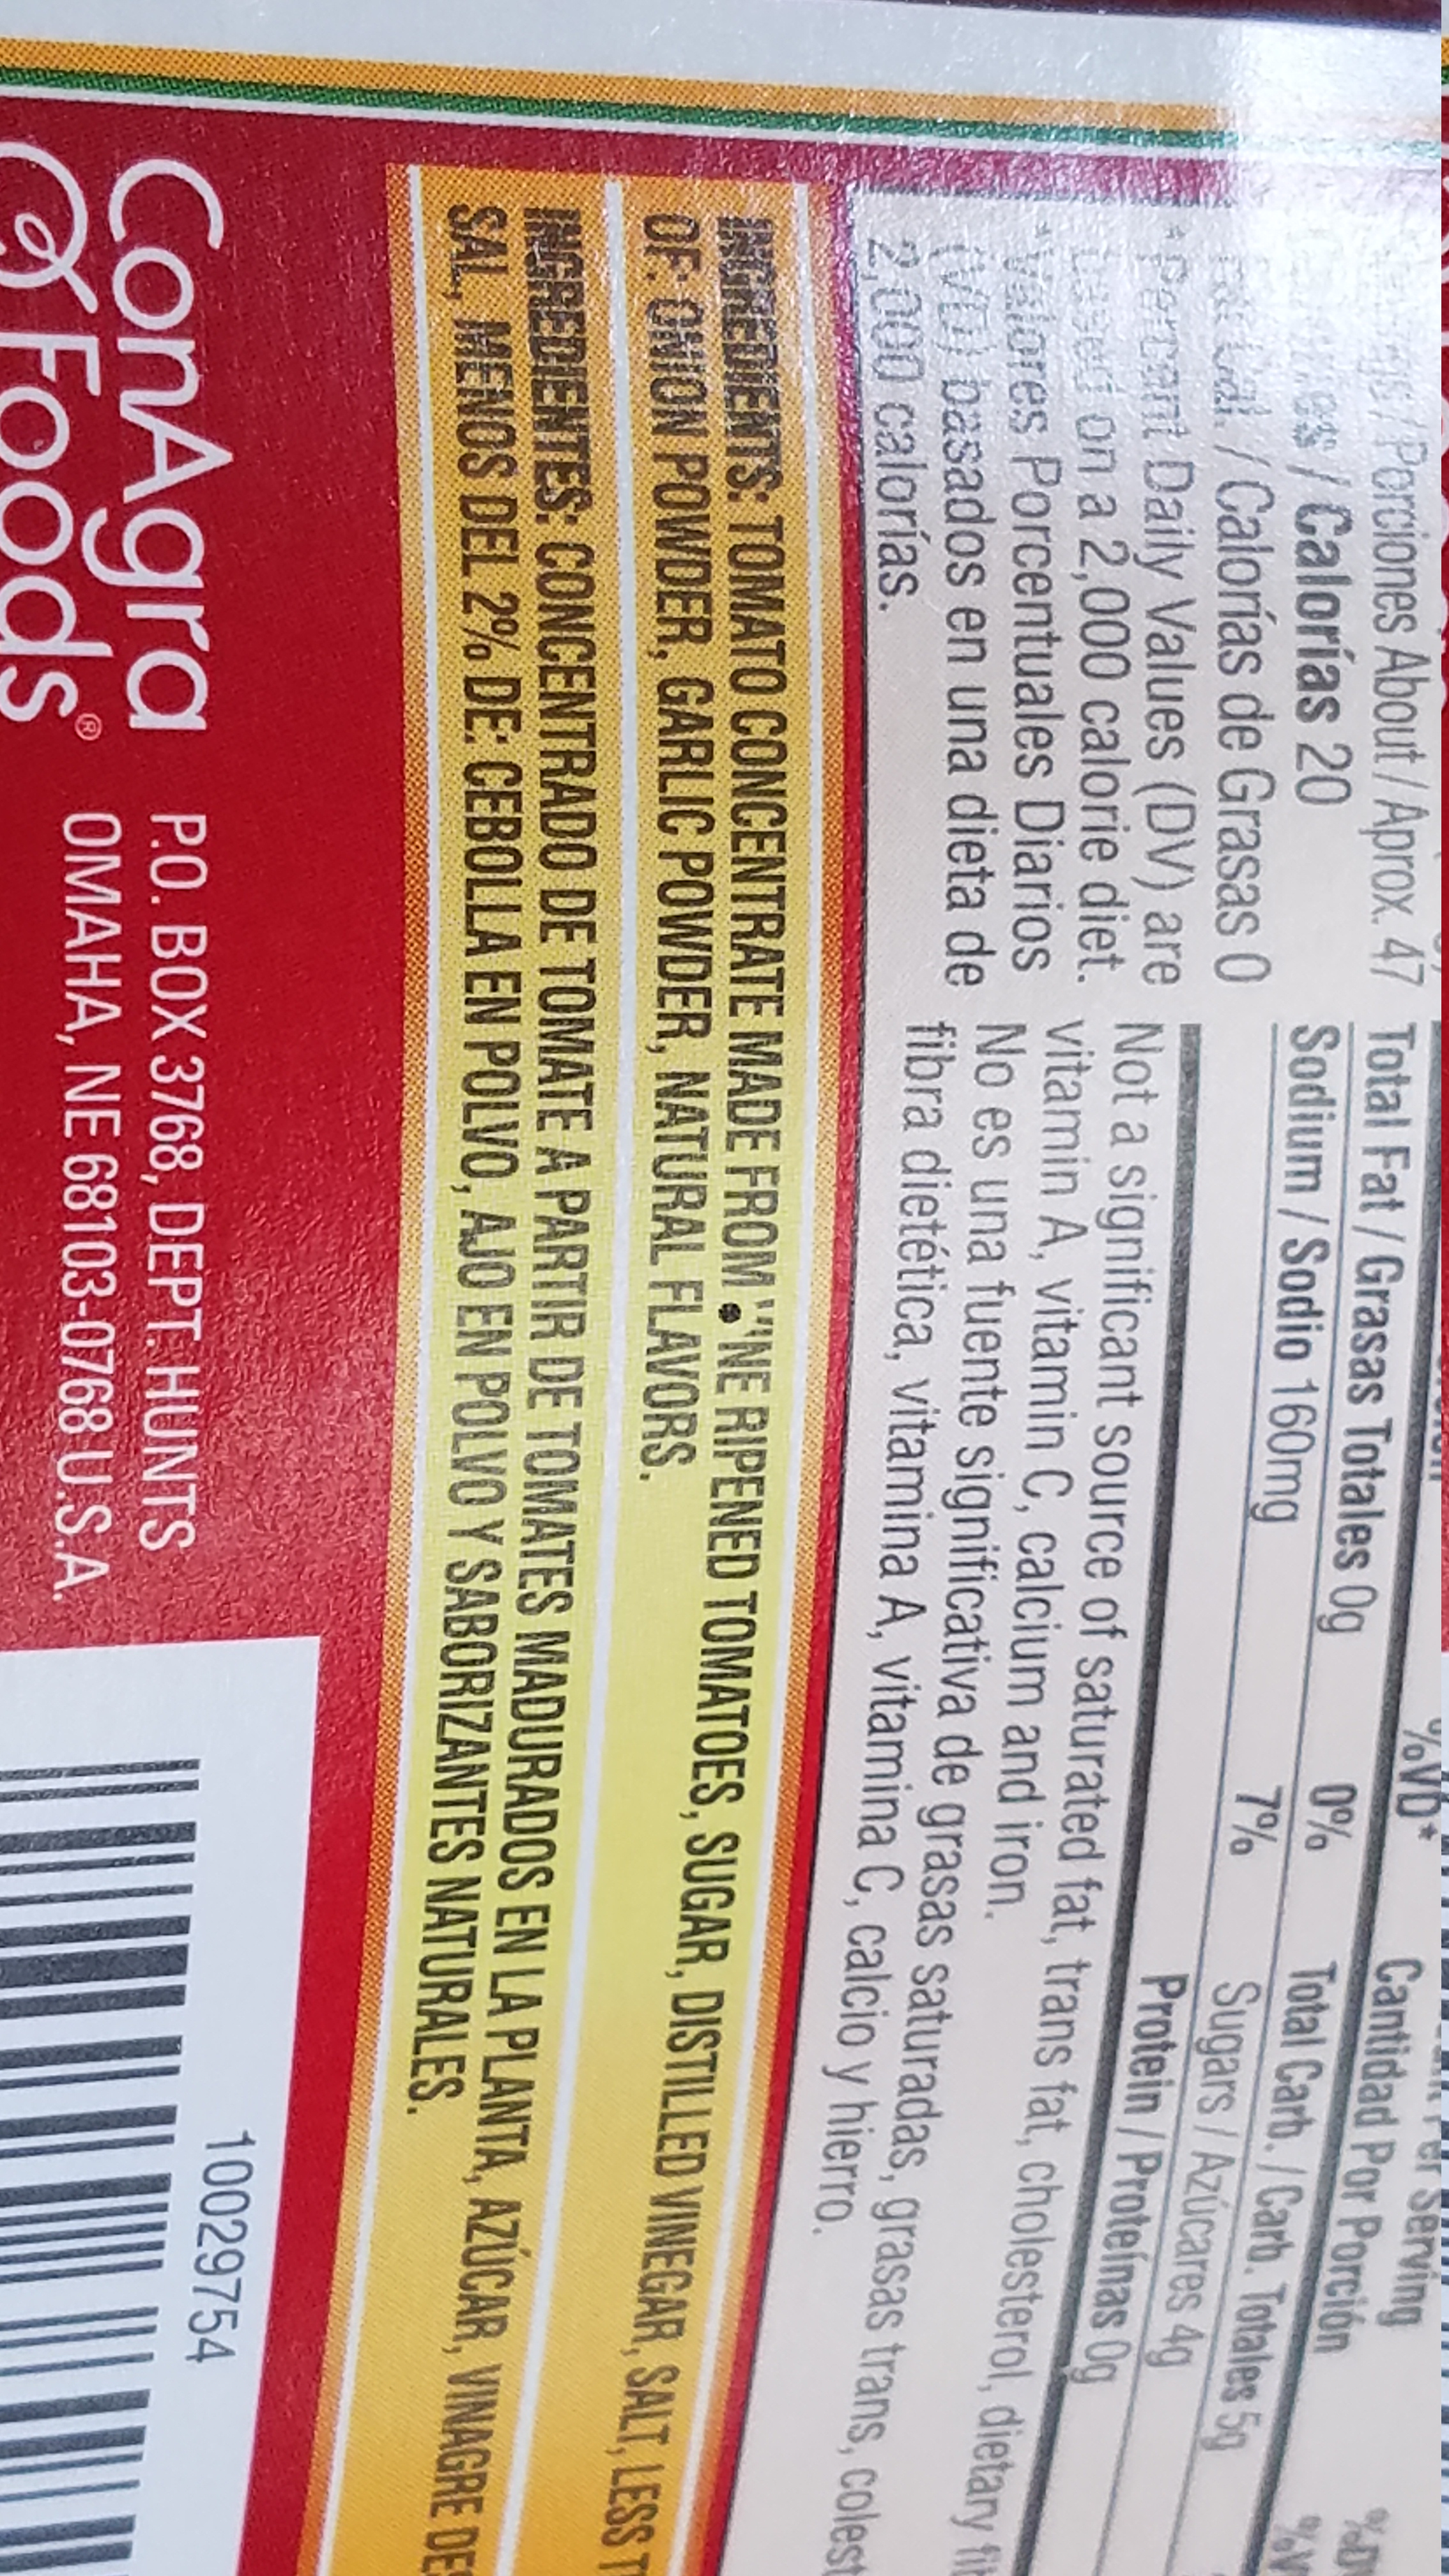 Porciones About / Aprox. 47
/ Calorías 20
Cal. / Calorías de Grasas 0
*Percent Daily Values (DV) are
on a 2,000 calorie diet.
*Valores Porcentuales Diarios
(VD) basados en una dieta de
2,000 calorías.
%VD*
Total Fat / Grasas Totales 0g 0%
Sodium / Sodio 160mg 7%
Per Serving
Cantidad Por Porción
Total Carb. / Carb. Totales 5g
Sugars / Azúcares 4g
Protein / Proteínas 0g
Not a significant source of saturated fat, trans fat, cholesterol, dietary
vitamin A, vitamin C, calcium and iron.
No es una fuente significativa de grasas saturadas, grasas trans, colest
fibra dietética, vitamina A, vitamina C, calcio y hierro.
INGREDIENTS: TOMATO CONCENTRATE MADE FROM "INE RIPENED TOMATOES, SUGAR, DISTILLED VINEGAR, SALT, LESS T
OF: ONION POWDER, GARLIC POWDER, NATURAL FLAVORS.
INGREDIENTES: CONCENTRADO DE TOMATE A PARTIR DE TOMATES MADURADOS EN LA PLANTA, AZÚCAR, VINAGRE DE
SAL, MENOS DEL 2% DE: CEBOLLA EN POLVO, AJO EN POLVO Y SABORIZANTES NATURALES.
ConAgra
Foods®
P.O. BOX 3768, DEPT. HUNTS
OMAHA, NE 68103-0768 U.S.A.
10029754